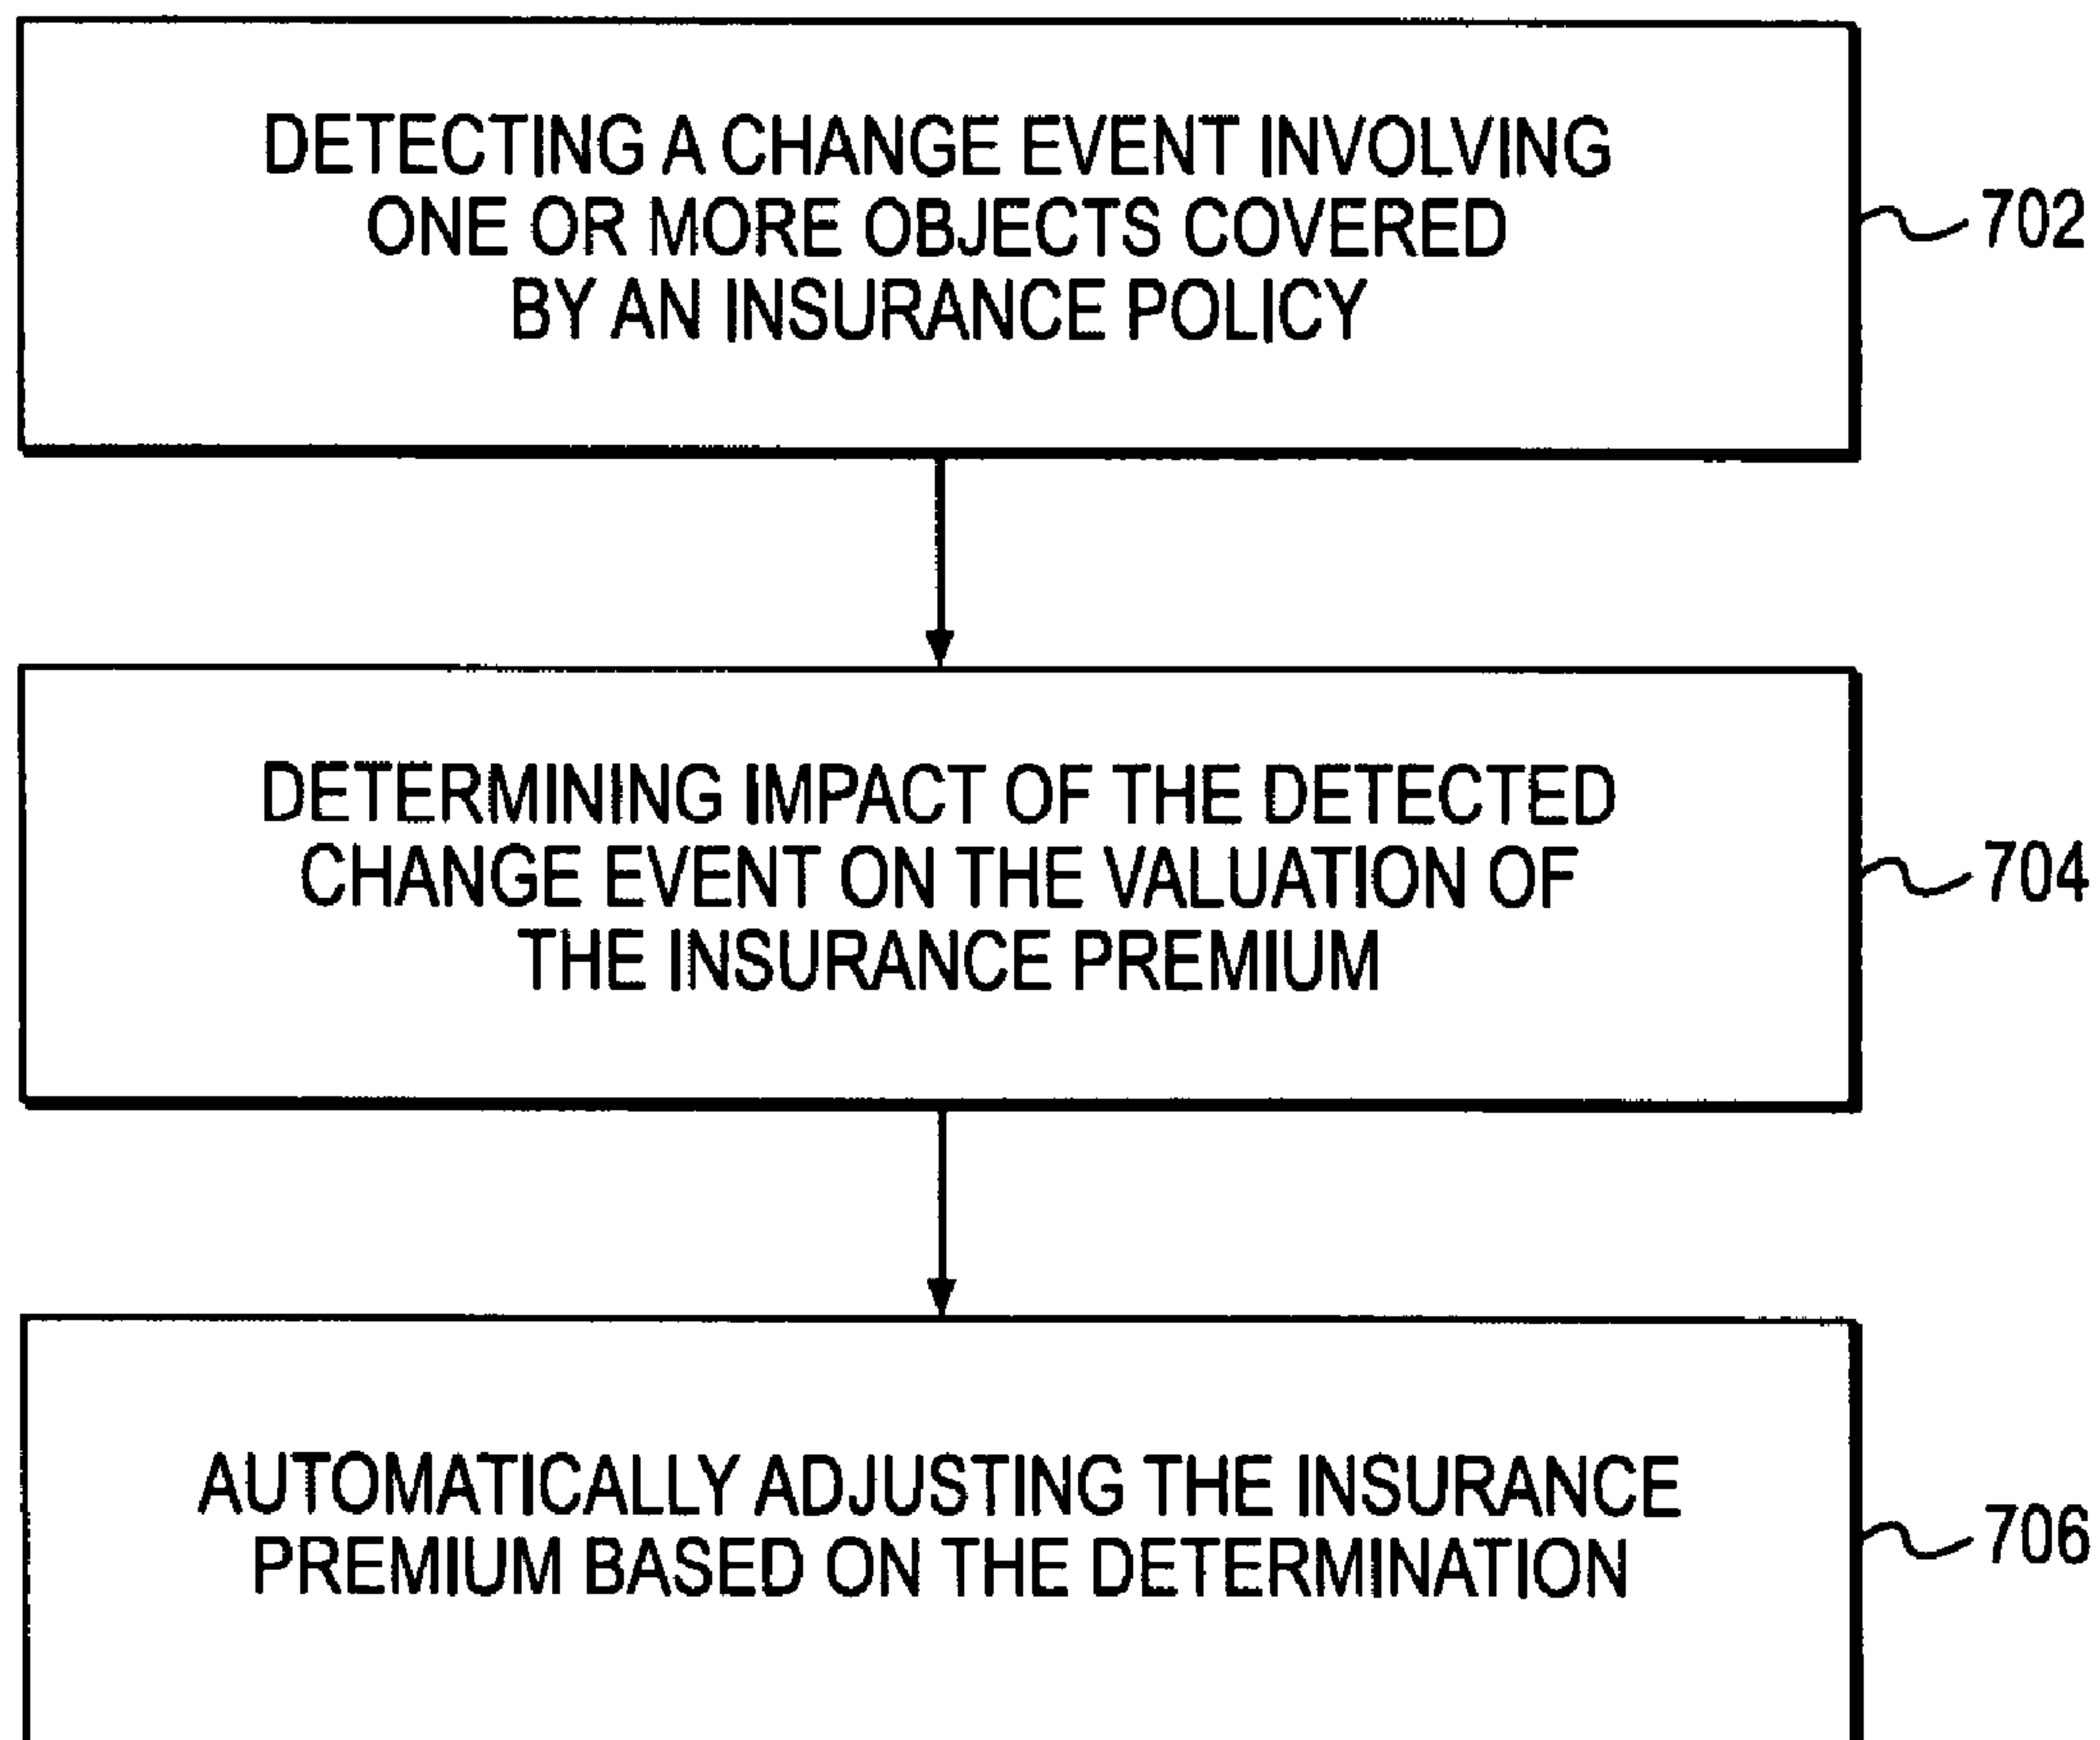 DETECTING A CHANGE EVENT INVOLVING
ONE OR MORE OBJECTS COVERED
BY AN INSURANCE POLICY
702
DETERMINING IMPACT OF THE DETECTED
CHANGE EVENT ON THE VALUATION OF
THE INSURANCE PREMIUM
704
AUTOMATICALLY ADJUSTING THE INSURANCE
PREMIUM BASED ON THE DETERMINATION
706